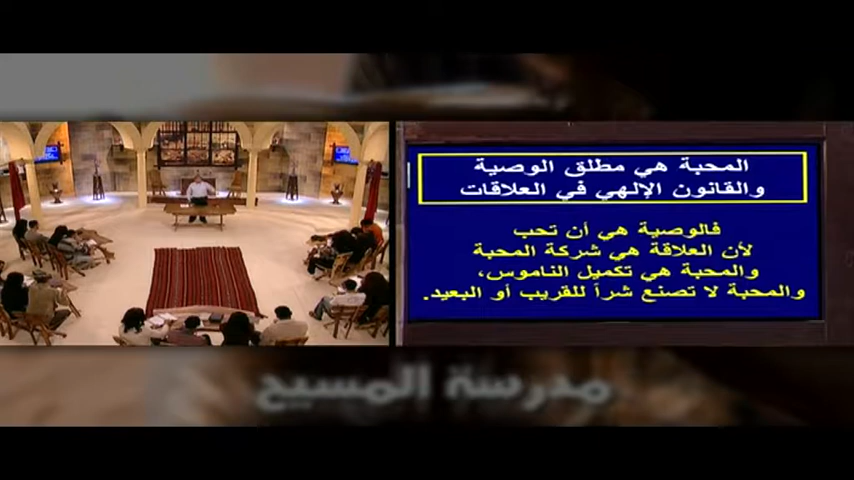 المحبة هي مطلق الوصية
والقانون الإلهي في العلاقات
فالوصية هي أن تحب
لأن العلاقة هي شركة المحبة
والمحبة هي تكميل الناموس،
والمحبة لا تصنع شراً للقريب أو البعيد.
مدرسة المسيح